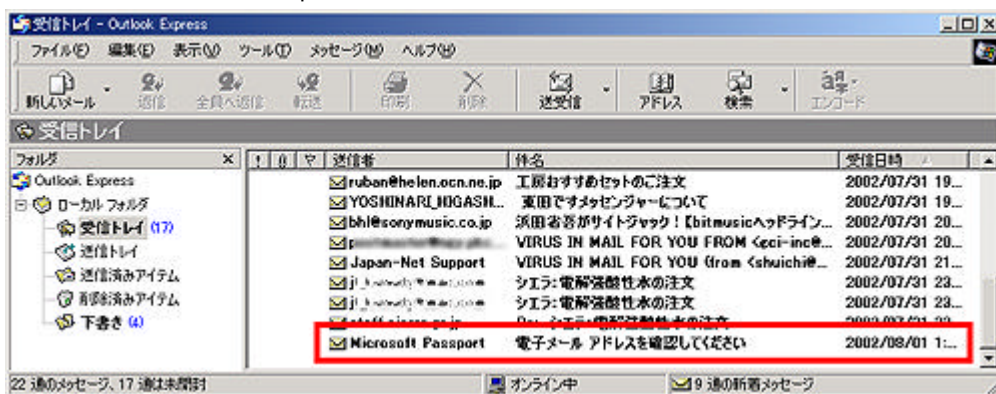 受信トレイ - Outlook Express
ファイル(F) 編集(E) 表示(V) ツール(T) メッセージ(M) ヘルプ(H)
新しいメール 返信 全員へ返信 転送 印刷 削除 送受信 アドレス 検索 エンコード
受信トレイ
フォルダ × ! 送信者 件名 受信日時
Outlook Express
ローカル フォルダ
受信トレイ (17)
送信トレイ
送信済みアイテム
削除済みアイテム
下書き (4)
ruban@helen.ocn.ne.jp 工房おすすめセットのご注文 2002/07/31 19...
YOSHINARI_HIGASH... 東田ですメッセンジャーについて 2002/07/31 19...
bhl@sonymusic.co.jp 浜田省吾がサイトジャック!【bitmusicヘッドライン... 2002/07/31 20...
VIRUS IN MAIL FOR YOU FROM <gci-inc@... 2002/07/31 20...
Japan-Net Support VIRUS IN MAIL FOR YOU (from <shuichi@... 2002/07/31 21...
シエラ:電解強酸性水の注文 2002/07/31 23...
シエラ:電解強酸性水の注文 2002/07/31 23...
Microsoft Passport 電子メール アドレスを確認してください 2002/08/01 1:...
22 通のメッセージ、17 通は未開封 オンライン中 9 通の新着メッセージ